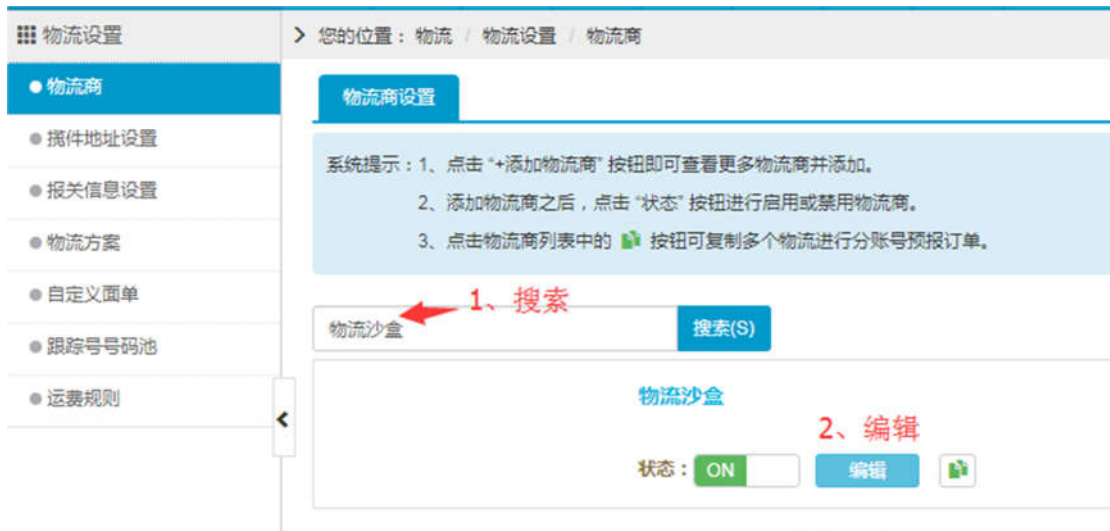 物流设置
您的位置： 物流 / 物流设置 / 物流商
物流商
揽件地址设置
报关信息设置
物流方案
自定义面单
跟踪号号码池
运费规则
物流商设置
系统提示：1、点击 “+添加物流商” 按钮即可查看更多物流商并添加。
2、添加物流商之后，点击 “状态” 按钮进行启用或禁用物流商。
3、点击物流商列表中的 按钮可复制多个物流进行分账号预报订单。
1、搜索
物流沙盒 搜索(S)
物流沙盒
2、编辑
状态： ON 编辑